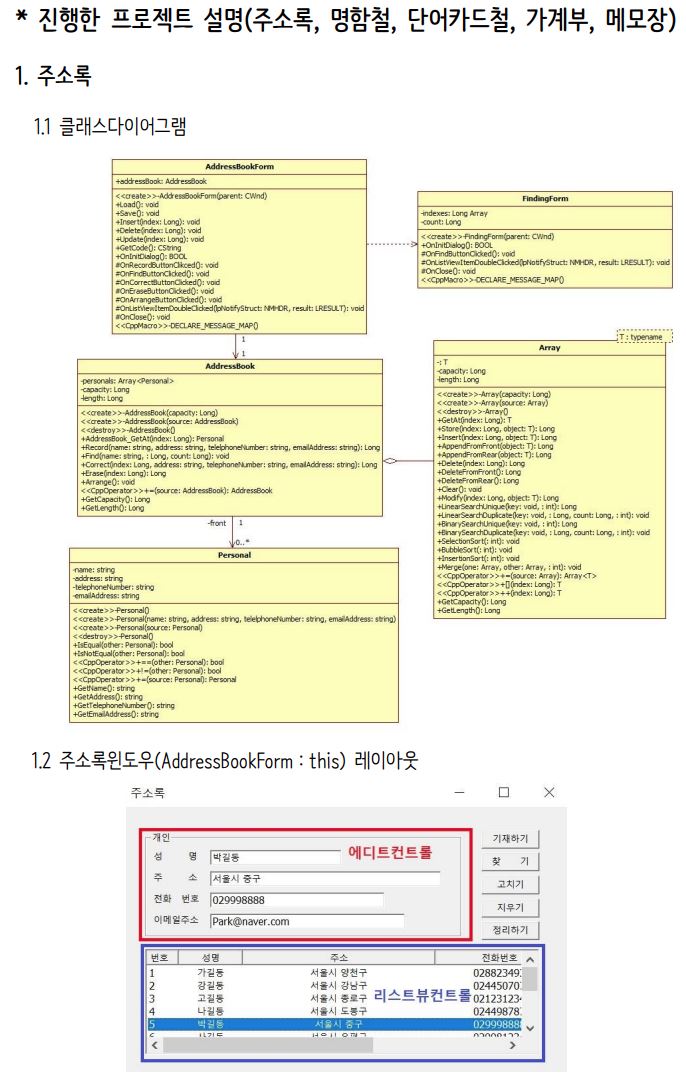 * 진행한 프로젝트 설명(주소록, 명함철, 단어카드철, 가계부, 메모장)
1. 주소록
1.1 클래스다이어그램
AddressBookForm
+addressBook: AddressBook
<<create>>-AddressBookForm(parent: CWnd)
+Load(): void
+Save(): void
+Insert(index: Long): void
+Delete(index: Long): void
+Update(index: Long): void
+GetCode(): CString
+OnInitDialog(): BOOL
#OnRecordButtonClikced(): void
#OnFindButtonClicked(): void
#OnCorrectButtonClicked(): void
#OnEraseButtonClicked(): void
#OnArrangeButtonClicked(): void
#OnListViewItemDoubleClicked(lpNotifyStruct: NMHDR, result: LRESULT): void
#OnClose(): void
<<CppMacro>>-DECLARE_MESSAGE_MAP()
FindingForm
-indexes: Long Array
-count: Long
<<create>>-FindingForm(parent: CWnd)
+OnInitDialog(): BOOL
#OnFindButtonClicked(): void
#OnListViewItemDoubleClicked(lpNotifyStruct: NMHDR, result: LRESULT): void
#OnClose(): void
<<CppMacro>>-DECLARE_MESSAGE_MAP()
1
1
AddressBook
-personals: Array<Personal>
-capacity: Long
-length: Long
<<create>>-AddressBook(capacity: Long)
<<create>>-AddressBook(source: AddressBook)
<<destroy>>-AddressBook()
+AddressBook_GetAt(index: Long): Personal
+Record(name: string, address: string, telelphoneNumber: string, emailAddress: string): Long
+Find(name: string, : Long, count: Long): void
+Correct(index: Long, address: string, telephoneNumber: string, emailAddress: string): Long
+Erase(index: Long): Long
+Arrange(): void
<<CppOperator>>+=(source: AddressBook): AddressBook
+GetCapacity(): Long
+GetLength(): Long
T : typename
Array
-: T
-capacity: Long
-length: Long
<<create>>-Array(capacity: Long)
<<create>>-Array(source: Array)
<<destroy>>-Array()
+GetAt(index: Long): T
+Store(index: Long, object: T): Long
+Insert(index: Long, object: T): Long
+AppendFromFront(object: T): Long
+AppendFromRear(object: T): Long
+Delete(index: Long): Long
+DeleteFromFront(): Long
+DeleteFromRear(): Long
+Clear(): void
+Modify(index: Long, object: T): Long
+LinearSearchUnique(key: void, : int): Long
+LinearSearchDuplicate(key: void, : Long, count: Long, : int): void
+BinarySearchUnique(key: void, : int): Long
+BinarySearchDuplicate(key: void, : Long, count: Long, : int): void
+SelectionSort(: int): void
+BubbleSort(: int): void
+InsertionSort(: int): void
+Merge(one: Array, other: Array, : int): void
<<CppOperator>>+=(source: Array): Array<T>
<<CppOperator>>+[](index: Long): T
<<CppOperator>>++(index: Long): T
+GetCapacity(): Long
+GetLength(): Long
-front
1
0..*
Personal
-name: string
-address: string
-telephoneNumber: string
-emailAddress: string
<<create>>-Personal()
<<create>>-Personal(name: string, address: string, telelphoneNumber: string, emailAddress: string)
<<create>>-Personal(source: Personal)
<<destroy>>-Personal()
+IsEqual(other: Personal): bool
+IsNotEqual(other: Personal): bool
<<CppOperator>>+==(other: Personal): bool
<<CppOperator>>+!=(other: Personal): bool
<<CppOperator>>+=(source: Personal): Personal
+GetName(): string
+GetAddress(): string
+GetTelephoneNumber(): string
+GetEmailAddress(): string
1.2 주소록윈도우(AddressBookForm : this) 레이아웃
주소록
개인
성 명 박길동 에디트컨트롤
주 소 서울시 중구
전화 번호 029998888
이메일주소 Park@naver.com
기재하기
찾 기
고치기
지우기
정리하기
번호 성명 주소 전화번호
1 가길동 서울시 양천구
2 강길동 서울시 강남구
3 고길동 서울시 종로구 리스트뷰컨트롤
4 나길동 서울시 도봉구
5 박길동 서울시 중구